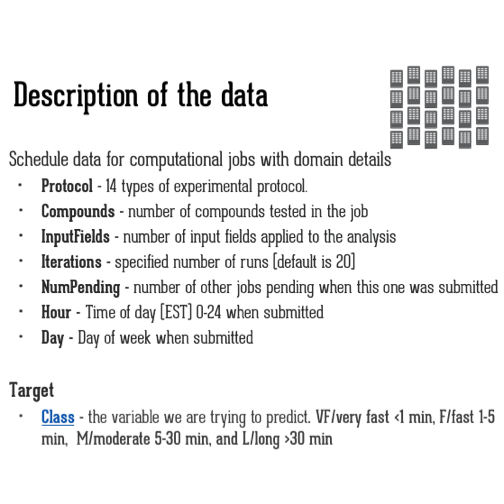 Description of the data
Schedule data for computational jobs with domain details
• Protocol - 14 types of experimental protocol.
• Compounds - number of compounds tested in the job
• InputFields - number of input fields applied to the analysis
• Iterations - specified number of runs [default is 20]
• NumPending - number of other jobs pending when this one was submitted
• Hour - Time of day [EST] 0-24 when submitted
• Day - Day of week when submitted
Target
• Class - the variable we are trying to predict. VF/very fast <1 min, F/fast 1-5
min, M/moderate 5-30 min, and L/long >30 min